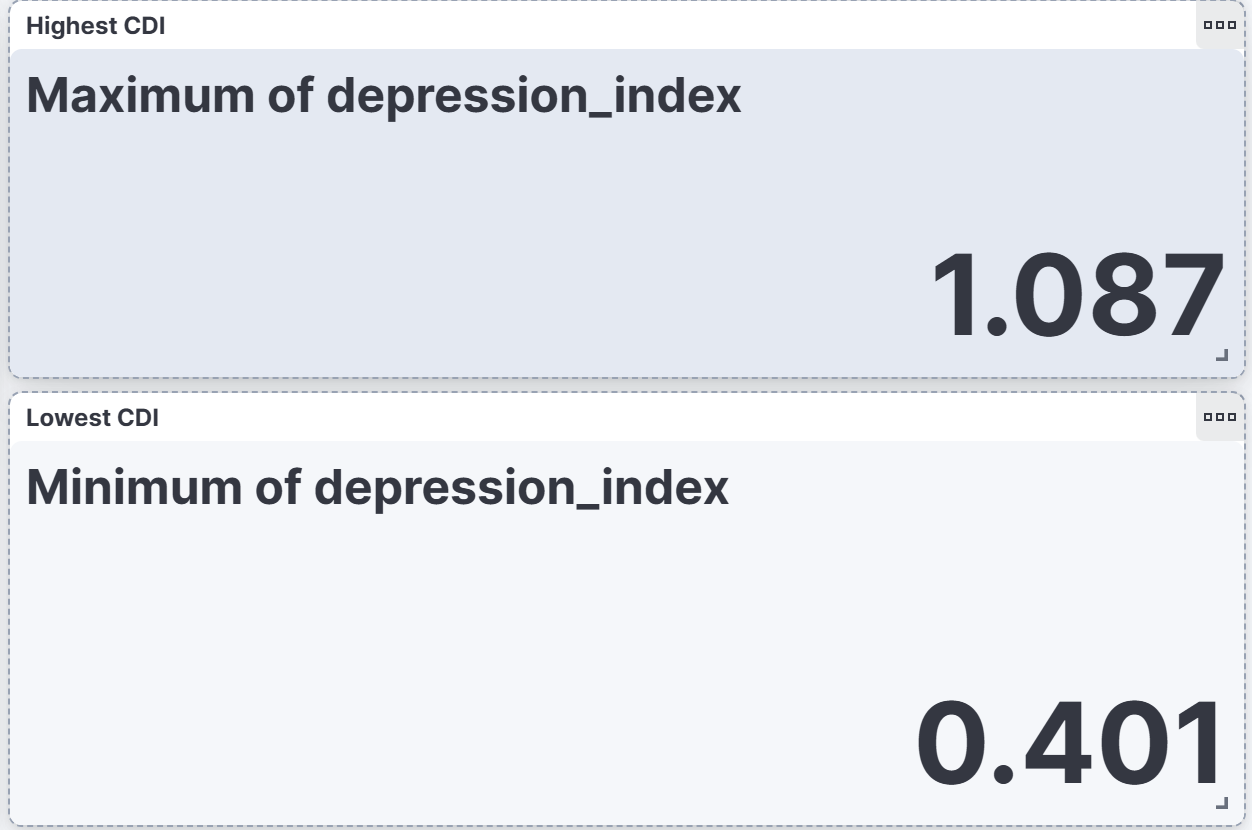 Highest CDI
Maximum of depression_index
1.087
Lowest CDI
Minimum of depression_index
0.401